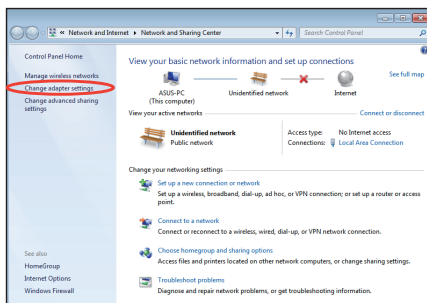 « Network and Internet ▸ Network and Sharing Center
Search Control Panel
Control Panel Home
Manage wireless networks
Change adapter settings
Change advanced sharing
settings
See also
HomeGroup
Internet Options
Windows Firewall
View your basic network information and set up connections
See full map
ASUS-PC
(This computer)
Unidentified network
Internet
View your active networks
Connect or disconnect
Unidentified network
Public network
Access type: No Internet access
Connections: Local Area Connection
Change your networking settings
Set up a new connection or network
Set up a wireless, broadband, dial-up, ad hoc, or VPN connection; or set up a router or access
point.
Connect to a network
Connect or reconnect to a wireless, wired, dial-up, or VPN network connection.
Choose homegroup and sharing options
Access files and printers located on other network computers, or change sharing settings.
Troubleshoot problems
Diagnose and repair network problems, or get troubleshooting information.